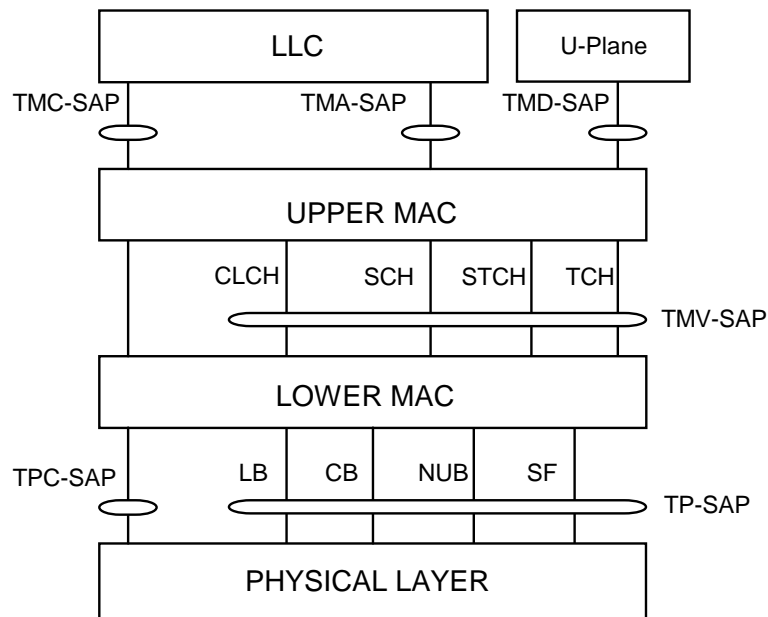 LLC
U-Plane
TMC-SAP
TMA-SAP
TMD-SAP
UPPER MAC
CLCH
SCH
STCH
TCH
TMV-SAP
LOWER MAC
TPC-SAP
LB
CB
NUB
SF
TP-SAP
PHYSICAL LAYER